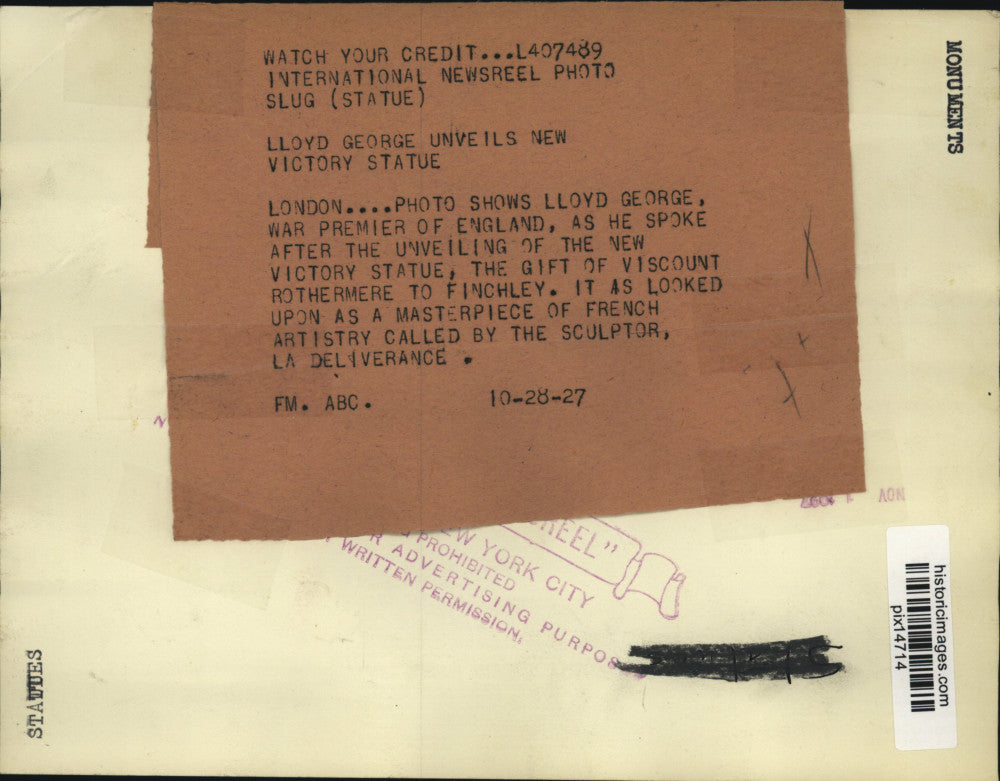 WATCH YOUR CREDIT...L407489
INTERNATIONAL NEWSREEL PHOTO
SLUG (STATUE)
LLOYD GEORGE UNVEILS NEW
VICTORY STATUE
LONDON....PHOTO SHOWS LLOYD GEORGE,
WAR PREMIER OF ENGLAND, AS HE SPOKE
AFTER THE UNVEILING OF THE NEW
VICTORY STATUE, THE GIFT OF VISCOUNT
ROTHERMERE TO FINCHLEY. IT AS LOOKED
UPON AS A MASTERPIECE OF FRENCH
ARTISTRY CALLED BY THE SCULPTOR,
LA DELIVERANCE.
FM. ABC. 10-28-27
MONUMENTS
NOV
REEL"
EW YORK CITY
PROHIBITED
R ADVERTISING PURPOS
WRITTEN PERMISSION.
STATUES
historicimages.com
pix14714